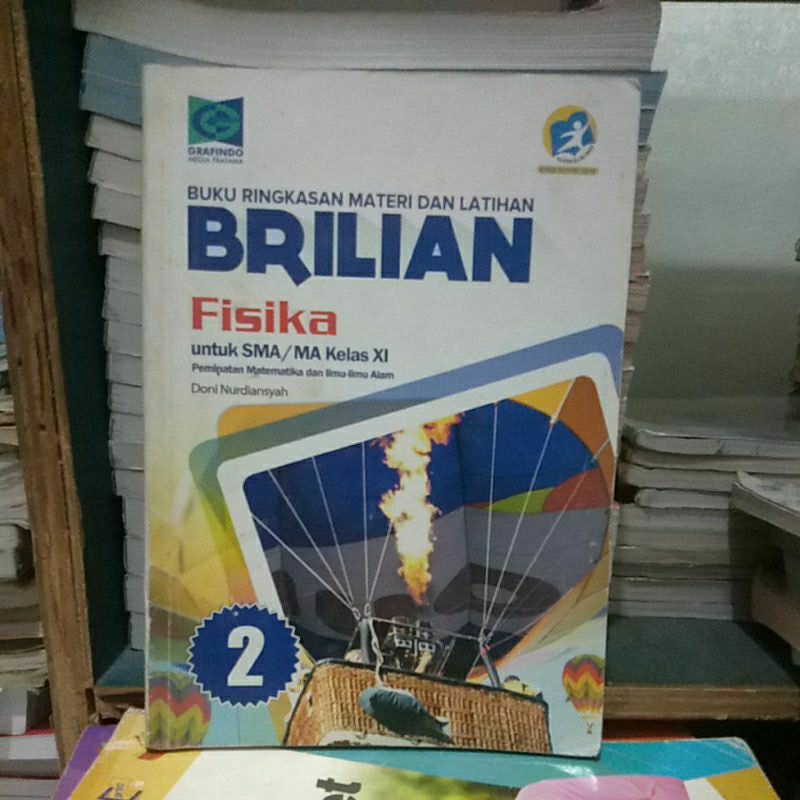 GRAFINDO
MEDIA PRATAMA
BUKU RINGKASAN MATERI DAN LATIHAN
BRILIAN
Fisika
untuk SMA/MA Kelas XI
Peminatan Matematika dan Ilmu-Ilmu Alam
Doni Nurdiansyah
2